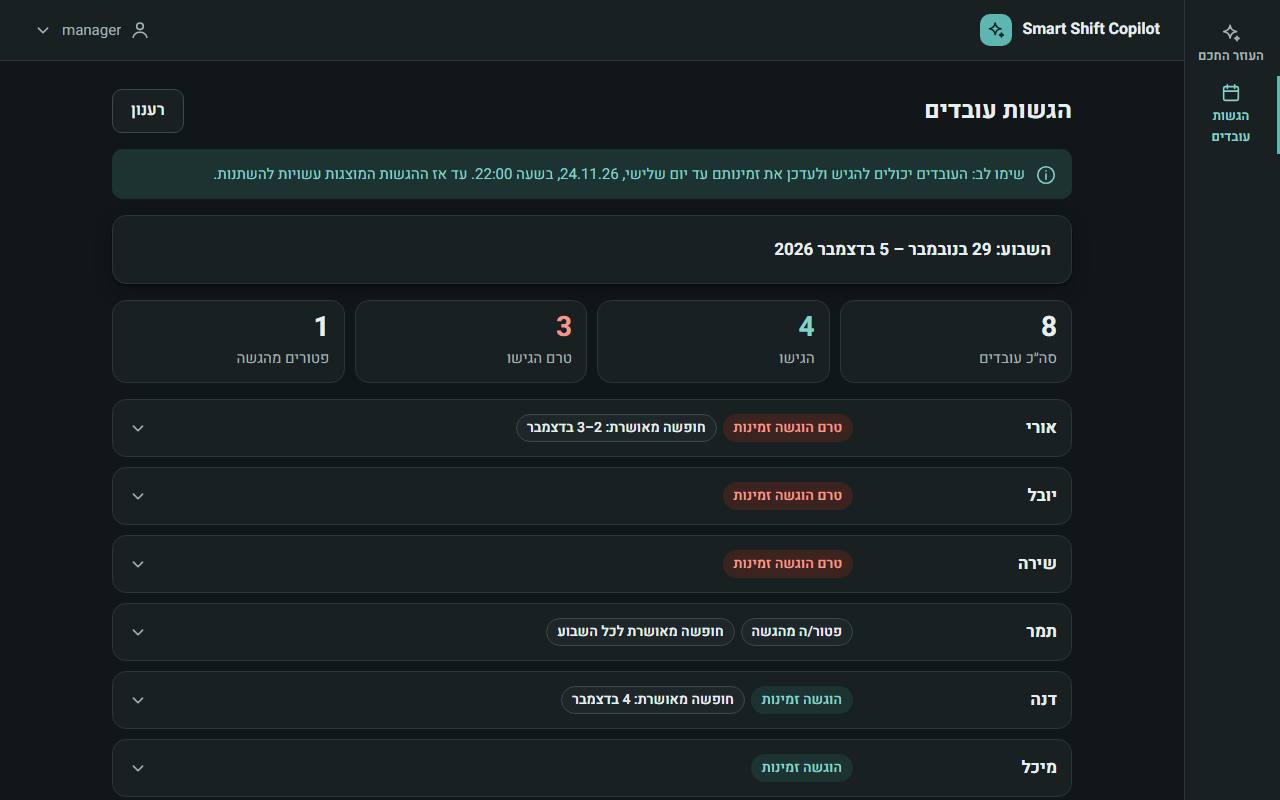 העוזר החכם
הגשות
עובדים
Smart Shift Copilot
manager
הגשות עובדים
רענון
שימו לב: העובדים יכולים להגיש ולעדכן את זמינותם עד יום שלישי, 24.11.26, בשעה 22:00. עד אז ההגשות המוצגות עשויות להשתנות.
השבוע: 29 בנובמבר – 5 בדצמבר 2026
8
סה"כ עובדים
4
הגישו
3
טרם הגישו
1
פטורים מהגשה
אורי טרם הוגשה זמינות חופשה מאושרת: 2–3 בדצמבר
יובל טרם הוגשה זמינות
שירה טרם הוגשה זמינות
תמר פטור/ה מהגשה חופשה מאושרת לכל השבוע
דנה הוגשה זמינות חופשה מאושרת: 4 בדצמבר
מיכל הוגשה זמינות